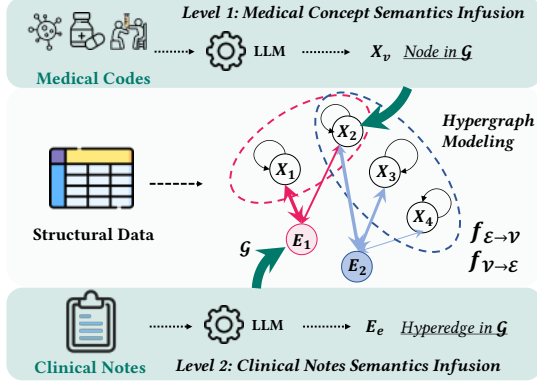 Level 1: Medical Concept Semantics Infusion
LLM
X_v Node in G
Medical Codes
Hypergraph
Modeling
X_2
X_1
X_3
X_4
Structural Data
E_1
G
E_2
f_{ℰ→𝒱}
f_{𝒱→ℰ}
LLM
E_e Hyperedge in G
Clinical Notes
Level 2: Clinical Notes Semantics Infusion